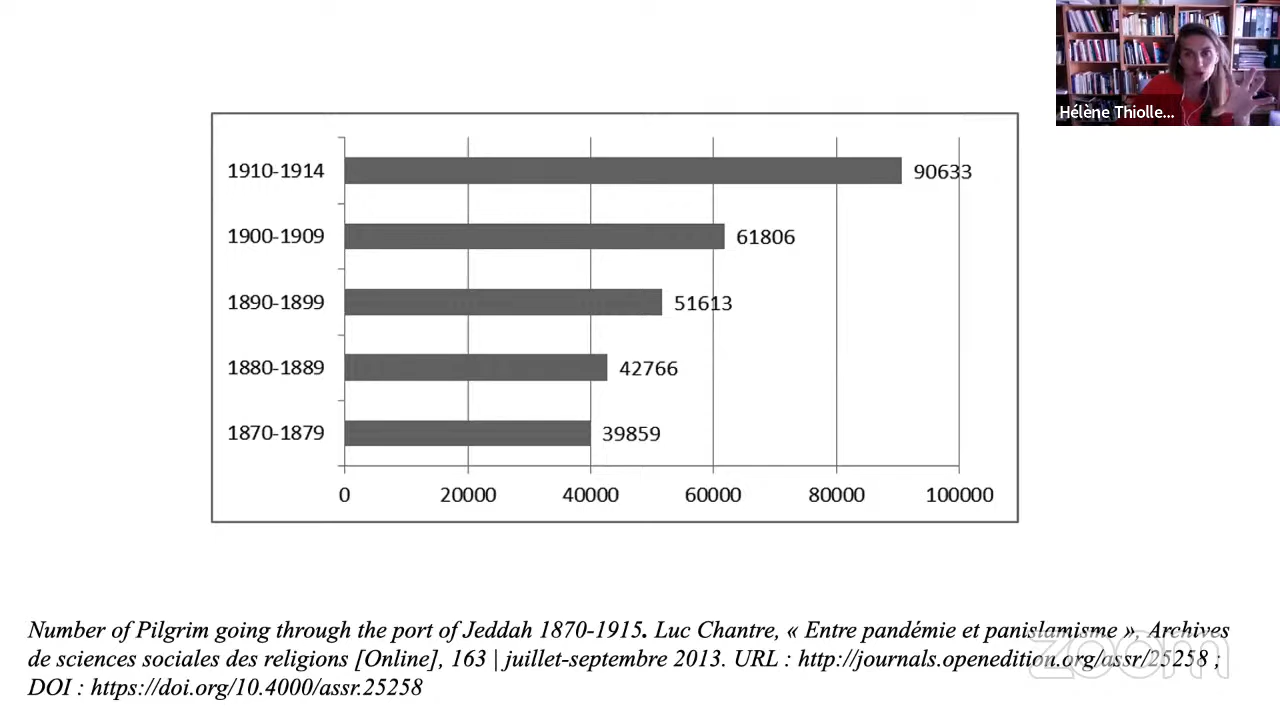 Hélène Thiolle...
1910-1914
90633
1900-1909
61806
1890-1899
51613
1880-1889
42766
1870-1879
39859
0 20000 40000 60000 80000 100000
Number of Pilgrim going through the port of Jeddah 1870-1915. Luc Chantre, « Entre pandémie et panislamisme », Archives
de sciences sociales des religions [Online], 163 | juillet-septembre 2013. URL : http://journals.openedition.org/assr/25258 ;
DOI : https://doi.org/10.4000/assr.25258
zoom